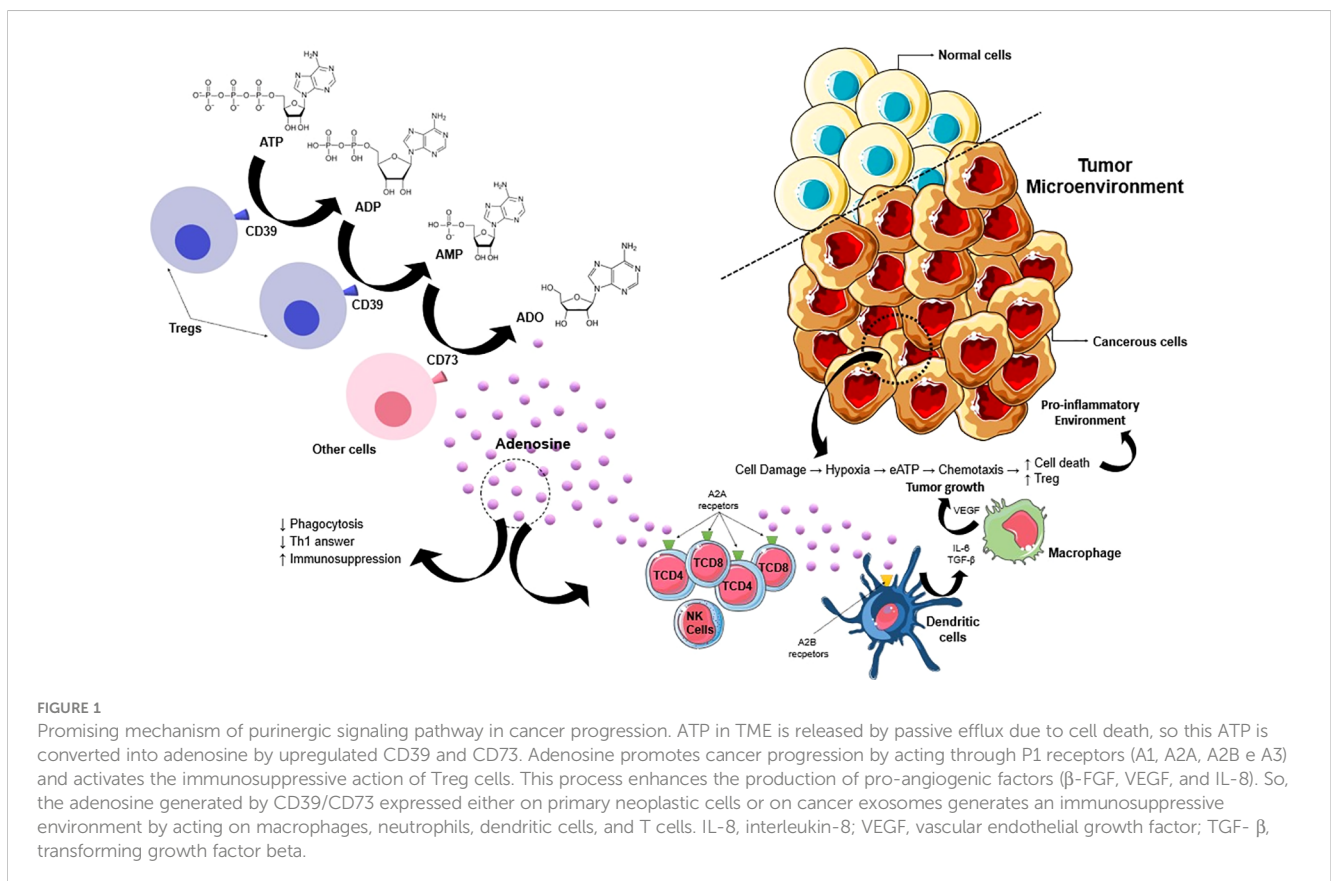 Normal cells
Tumor
Microenvironment
ATP
ADP
AMP
ADO
CD39
CD39
CD73
Tregs
Other cells
Adenosine
Cancerous cells
Pro-inflammatory
Environment
Cell Damage → Hypoxia → eATP → Chemotaxis → ↑ Cell death
↑ Treg
Tumor growth
VEGF
IL-6
TGF-β
Macrophage
↓ Phagocytosis
↓ Th1 answer
↑ Immunosuppression
A2A
recpetors
TCD4
TCD8
TCD4
TCD8
NK
Cells
A2B
recpetors
Dendritic
cells
FIGURE 1
Promising mechanism of purinergic signaling pathway in cancer progression. ATP in TME is released by passive efflux due to cell death, so this ATP is
converted into adenosine by upregulated CD39 and CD73. Adenosine promotes cancer progression by acting through P1 receptors (A1, A2A, A2B e A3)
and activates the immunosuppressive action of Treg cells. This process enhances the production of pro-angiogenic factors (β-FGF, VEGF, and IL-8). So,
the adenosine generated by CD39/CD73 expressed either on primary neoplastic cells or on cancer exosomes generates an immunosuppressive
environment by acting on macrophages, neutrophils, dendritic cells, and T cells. IL-8, interleukin-8; VEGF, vascular endothelial growth factor; TGF- β,
transforming growth factor beta.